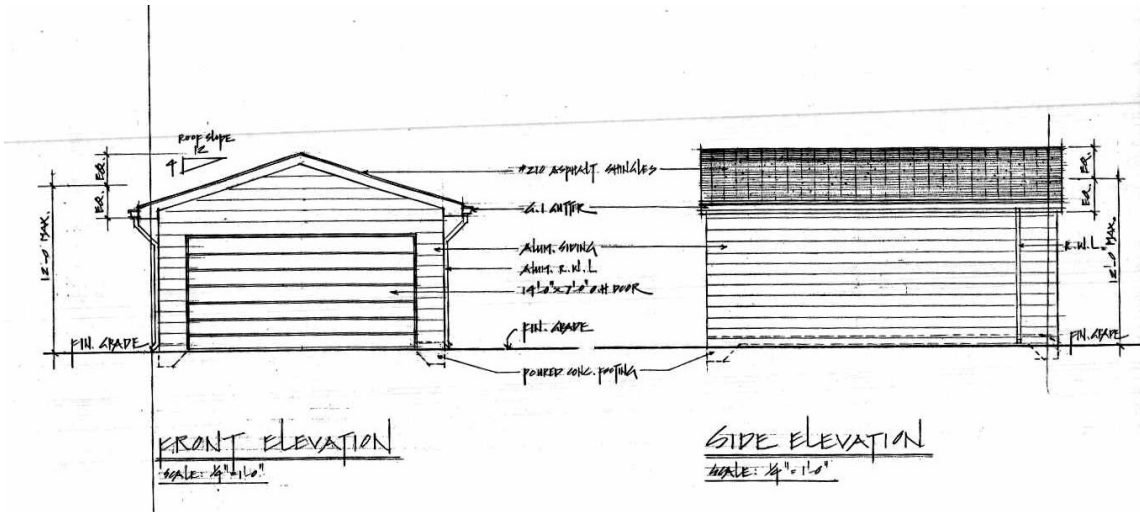 ROOF SLOPE
12
4
EQ.
EQ.
12'-0" MAX.
FIN. GRADE
#210 ASPHALT SHINGLES
G.I GUTTER
ALUM. SIDING
ALUM. R.W.L
14'-0"x7'-0" O.H DOOR
FIN. GRADE
POURED CONC. FOOTING
EQ.
EQ.
12'-0" MAX.
R.W.L
FIN. GRADE
FRONT ELEVATION
SCALE: 1/4"=1'-0"
SIDE ELEVATION
SCALE: 1/4"=1'-0"